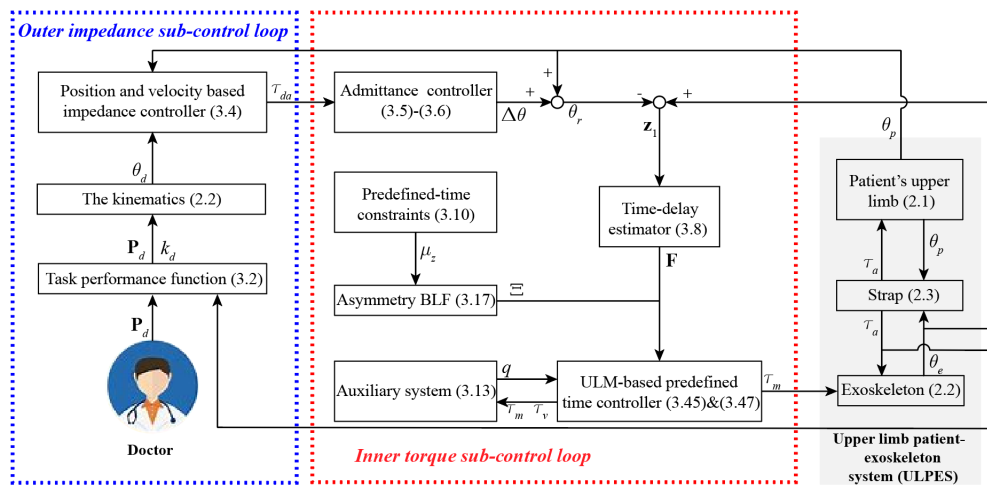 Outer impedance sub-control loop
Position and velocity based
impedance controller (3.4)
τda
θd
The kinematics (2.2)
Pd kd
Task performance function (3.2)
Pd
Doctor
Admittance controller
(3.5)-(3.6)
+
Δθ
+
θr
-
+
z1
Predefined-time
constraints (3.10)
μz
Time-delay
estimator (3.8)
F
Asymmetry BLF (3.17)
Ξ
Auxiliary system (3.13)
q
τm τv
ULM-based predefined
time controller (3.45)&(3.47)
τm
Inner torque sub-control loop
θp
Patient's upper
limb (2.1)
τa
θp
Strap (2.3)
τa
θe
Exoskeleton (2.2)
Upper limb patient-
exoskeleton
system (ULPES)